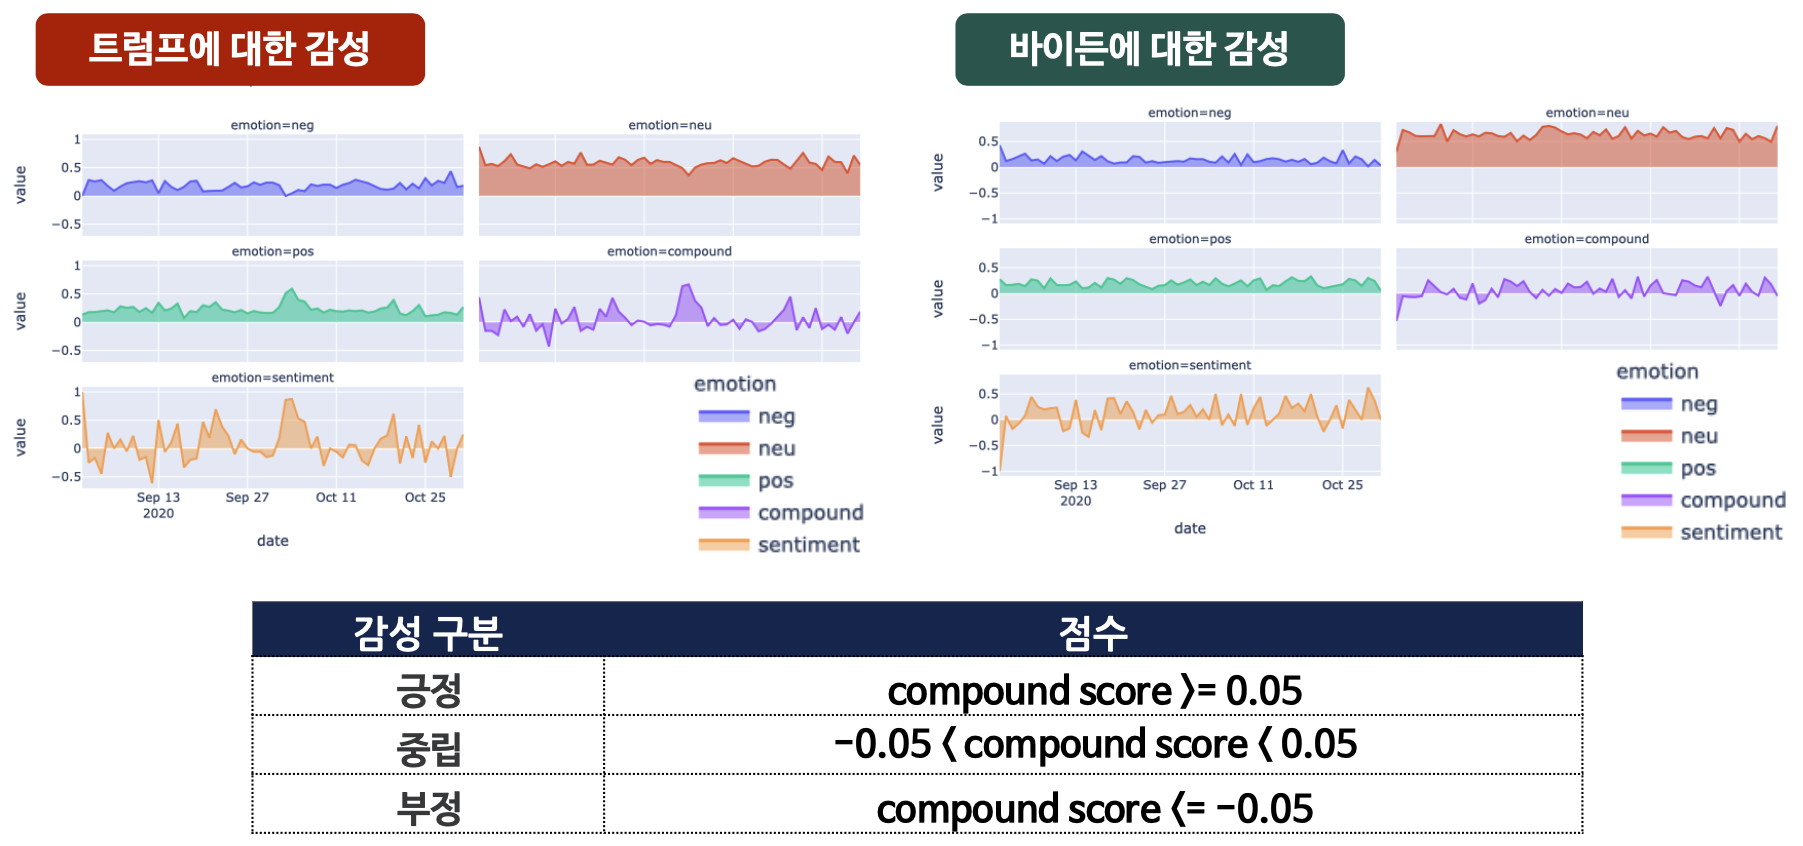 트럼프에 대한 감성
emotion=neg
emotion=neu
value
1
0.5
0
−0.5
emotion=pos
emotion=compound
value
1
0.5
0
−0.5
emotion=sentiment
value
1
0.5
0
−0.5
Sep 13
2020
Sep 27
Oct 11
Oct 25
date
emotion
neg
neu
pos
compound
sentiment
바이든에 대한 감성
emotion=neg
emotion=neu
value
0.5
0
−0.5
−1
emotion=pos
emotion=compound
value
0.5
0
−0.5
−1
emotion=sentiment
value
0.5
0
−0.5
−1
Sep 13
2020
Sep 27
Oct 11
Oct 25
date
emotion
neg
neu
pos
compound
sentiment
감성 구분 점수
긍정 compound score >= 0.05
중립 -0.05 < compound score < 0.05
부정 compound score <= -0.05